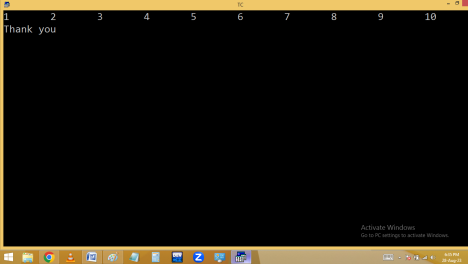 TC
1 2 3 4 5 6 7 8 9 10
Thank you
Activate Windows
Go to PC settings to activate Windows.